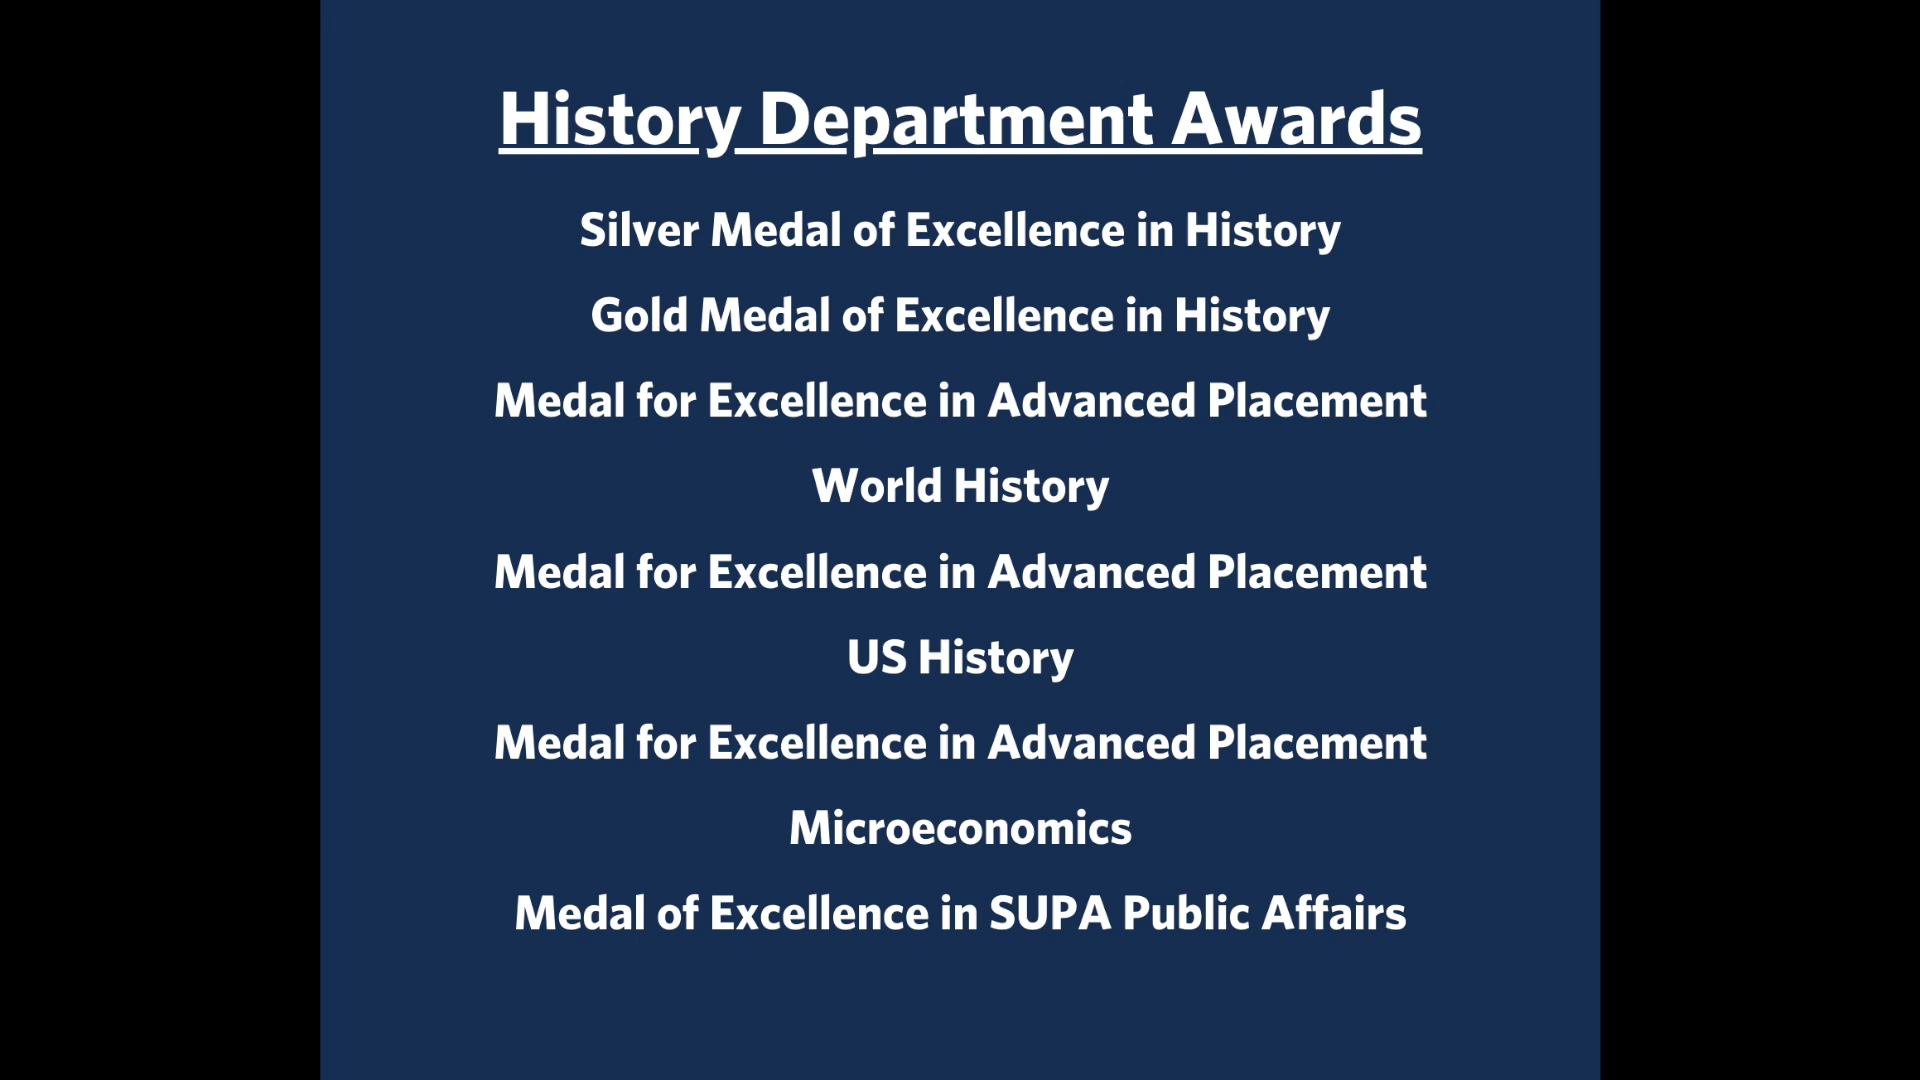 History Department Awards
Silver Medal of Excellence in History
Gold Medal of Excellence in History
Medal for Excellence in Advanced Placement
World History
Medal for Excellence in Advanced Placement
US History
Medal for Excellence in Advanced Placement
Microeconomics
Medal of Excellence in SUPA Public Affairs